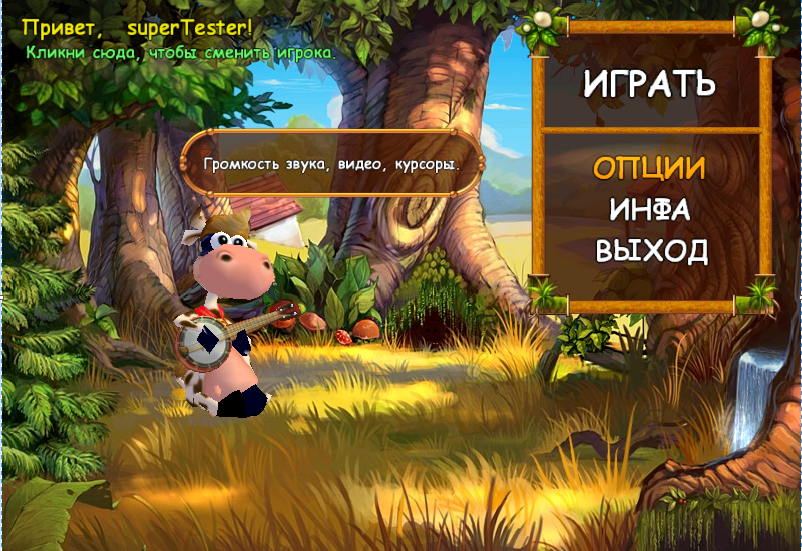 Привет, superTester!
Кликни сюда, чтобы сменить игрока.
ИГРАТЬ
Громкость звука, видео, курсоры.
ОПЦИИ
ИНФА
ВЫХОД